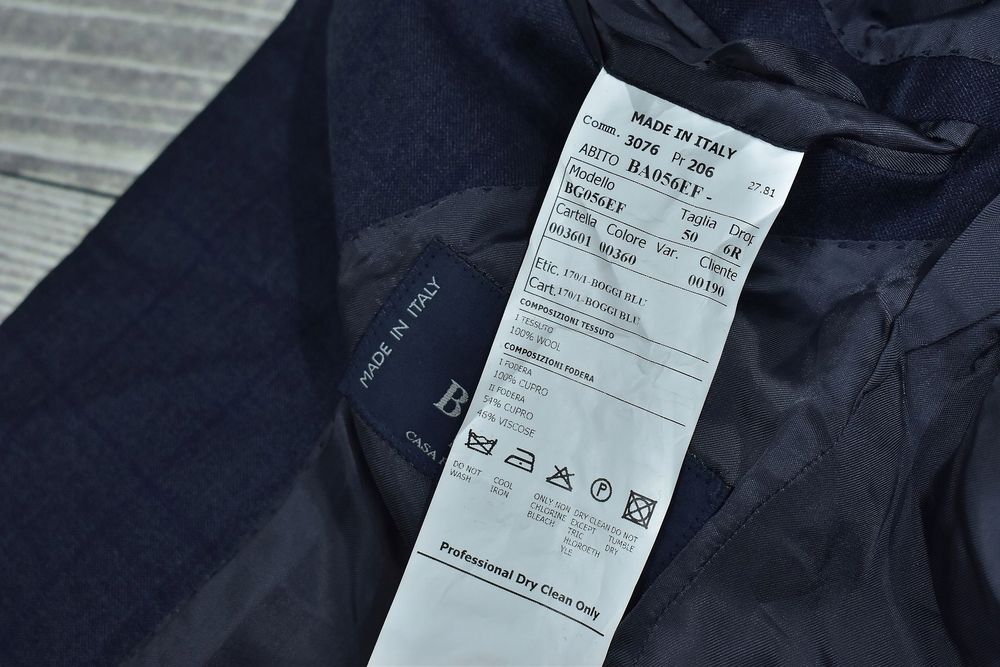 MADE IN ITALY
Comm. 3076 Pr 206
27.81
ABITO BA056EF -
Modello Taglia Drop
BG056EF 50 6R
Cartella Colore Var. Cliente
003601 00360 00190
Etic. 170/1-BOGGI BLU
Cart. 170/1-BOGGI BLU
COMPOSIZIONI TESSUTO
I TESSUTO
100% WOOL
COMPOSIZIONI FODERA
I FODERA
100% CUPRO
II FODERA
54% CUPRO
46% VISCOSE
P
DO NOT
WASH
COOL
IRON
ONLY NON
CHLORINE
BLEACH
DRY CLEAN
EXCEPT
TRIC
HLOROETH
YLE
DO NOT
TUMBLE
DRY
Professional Dry Clean Only
MADE IN ITALY
B
CASA